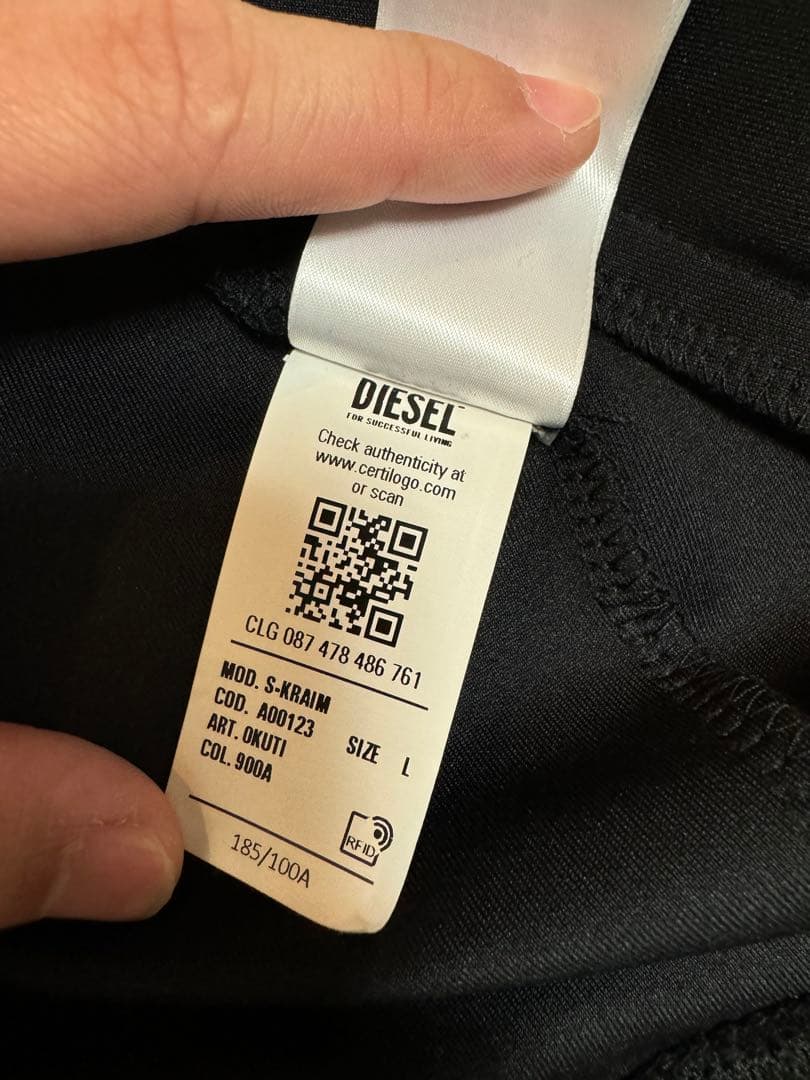 DIESEL
FOR SUCCESSFUL LIVING
Check authenticity at
www.certilogo.com
or scan
CLG 087 478 486 761
MOD. S-KRAIM
COD. A00123
ART. 0KUTI
COL. 900A
SIZE L
RFID
185/100A